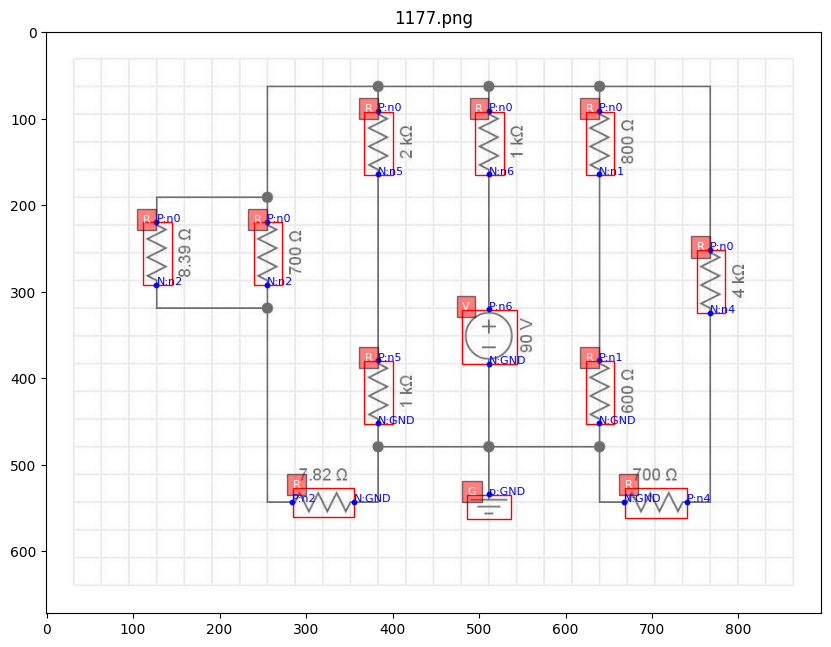 1177.png
0
100
200
300
400
500
600
0
100
200
300
400
500
600
700
800
R
P:n0
N:n5
2 kΩ
R
P:n0
N:n6
1 kΩ
R
P:n0
N:n1
800 Ω
R
P:n0
N:n2
8.39 Ω
R
P:n0
N:n2
700 Ω
R
P:n0
N:n4
4 kΩ
V
P:n6
N:GND
90 V
R
P:n5
N:GND
1 kΩ
R
P:n1
N:GND
600 Ω
7.82 Ω
R
P:n2
N:GND
G
p:GND
700 Ω
R
N:GND
P:n4